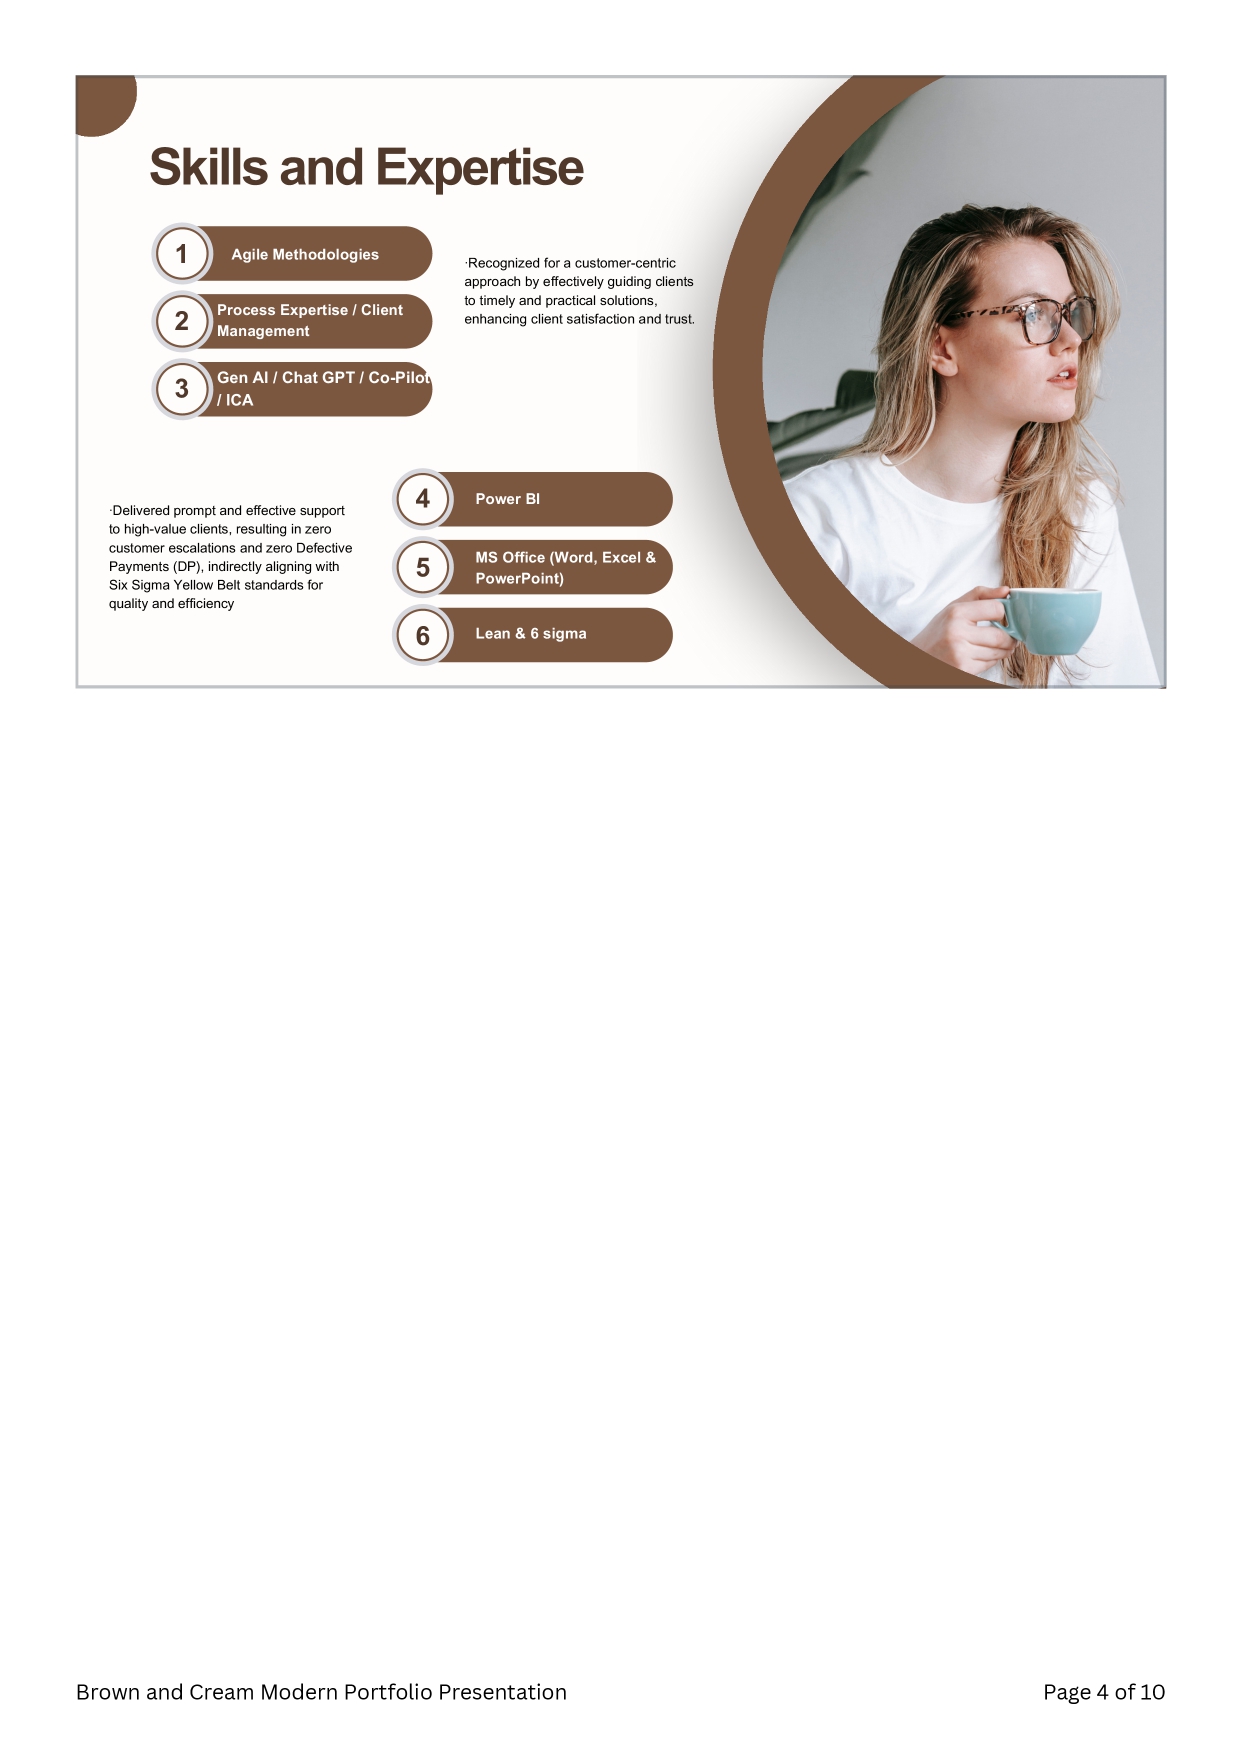 Skills and Expertise
1
Agile Methodologies
2
Process Expertise / Client
Management
3
Gen AI / Chat GPT / Co-Pilot
/ ICA
·Recognized for a customer-centric
approach by effectively guiding clients
to timely and practical solutions,
enhancing client satisfaction and trust.
·Delivered prompt and effective support
to high-value clients, resulting in zero
customer escalations and zero Defective
Payments (DP), indirectly aligning with
Six Sigma Yellow Belt standards for
quality and efficiency
4
Power BI
5
MS Office (Word, Excel &
PowerPoint)
6
Lean & 6 sigma
Brown and Cream Modern Portfolio Presentation
Page 4 of 10